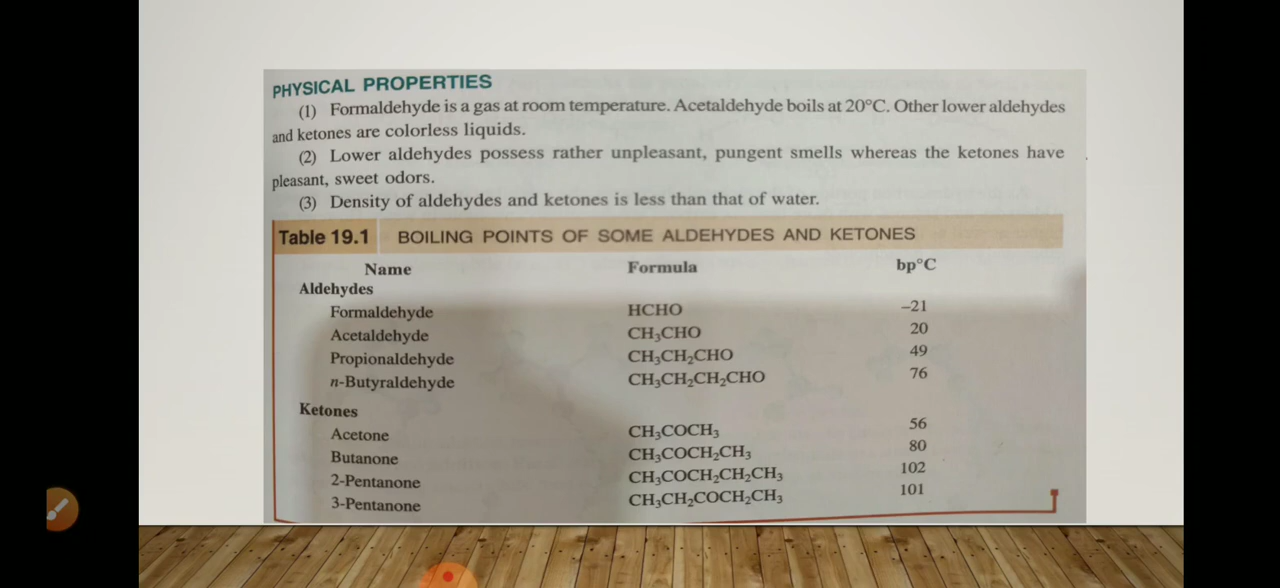 PHYSICAL PROPERTIES
(1) Formaldehyde is a gas at room temperature. Acetaldehyde boils at 20°C. Other lower aldehydes
and ketones are colorless liquids.
(2) Lower aldehydes possess rather unpleasant, pungent smells whereas the ketones have
pleasant, sweet odors.
(3) Density of aldehydes and ketones is less than that of water.
Table 19.1 BOILING POINTS OF SOME ALDEHYDES AND KETONES
Name Formula bp°C
Aldehydes
Formaldehyde HCHO –21
Acetaldehyde CH₃CHO 20
Propionaldehyde CH₃CH₂CHO 49
n-Butyraldehyde CH₃CH₂CH₂CHO 76
Ketones
Acetone CH₃COCH₃ 56
Butanone CH₃COCH₂CH₃ 80
2-Pentanone CH₃COCH₂CH₂CH₃ 102
3-Pentanone CH₃CH₂COCH₂CH₃ 101